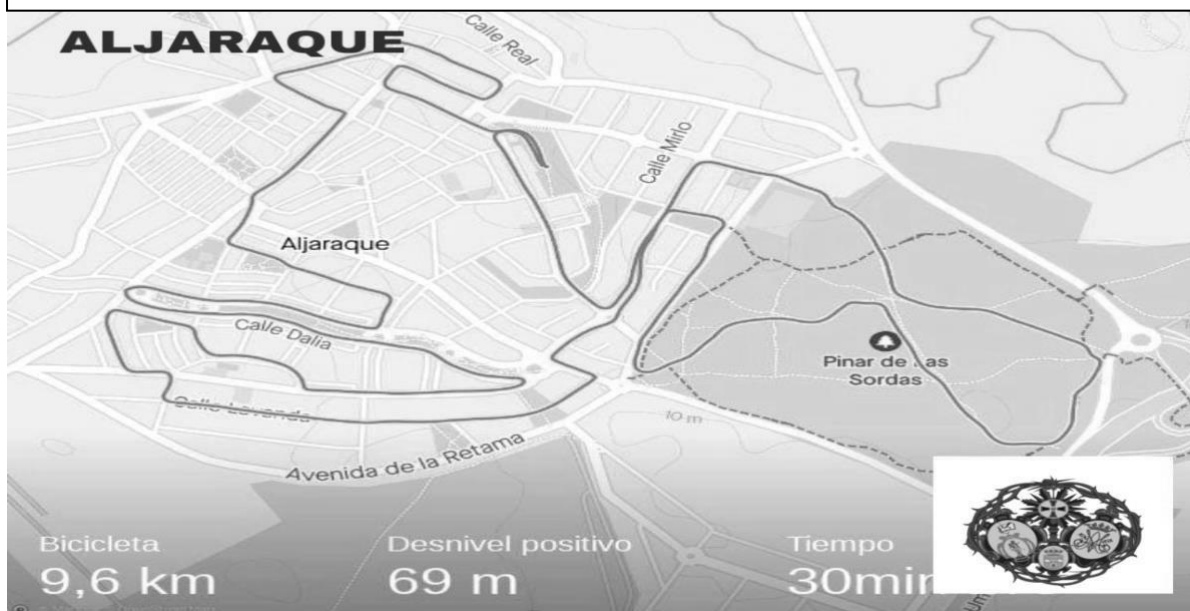 ALJARAQUE
Calle Real
Calle Mirlo
Aljaraque
Calle Dalia
Pinar de as
Sordas
Calle Lavanda
10 m
Avenida de la Retama
Bicicleta
9,6 km
Desnivel positivo
69 m
Tiempo
30min